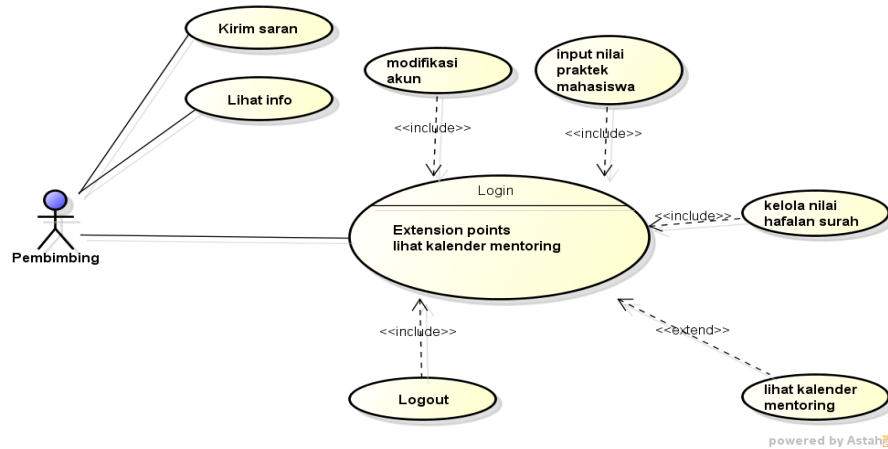 Kirim saran
Lihat info
modifikasi
akun
input nilai
praktek
mahasiswa
<<include>>
<<include>>
Login
Extension points
lihat kalender mentoring
<<include>>
kelola nilai
hafalan surah
Pembimbing
<<include>>
<<extend>>
Logout
lihat kalender
mentoring
powered by Astah